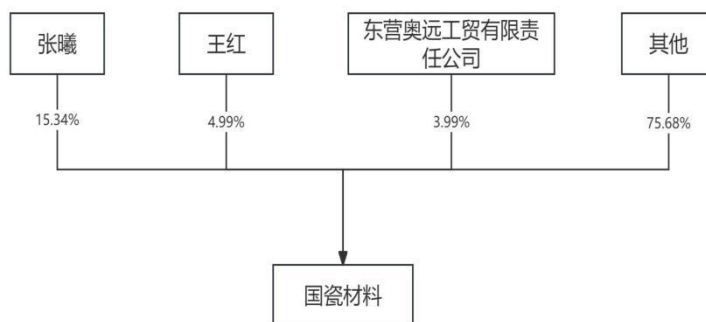 张曦
王红
东营奥远工贸有限责
任公司
其他
15.34%
4.99%
3.99%
75.68%
国瓷材料